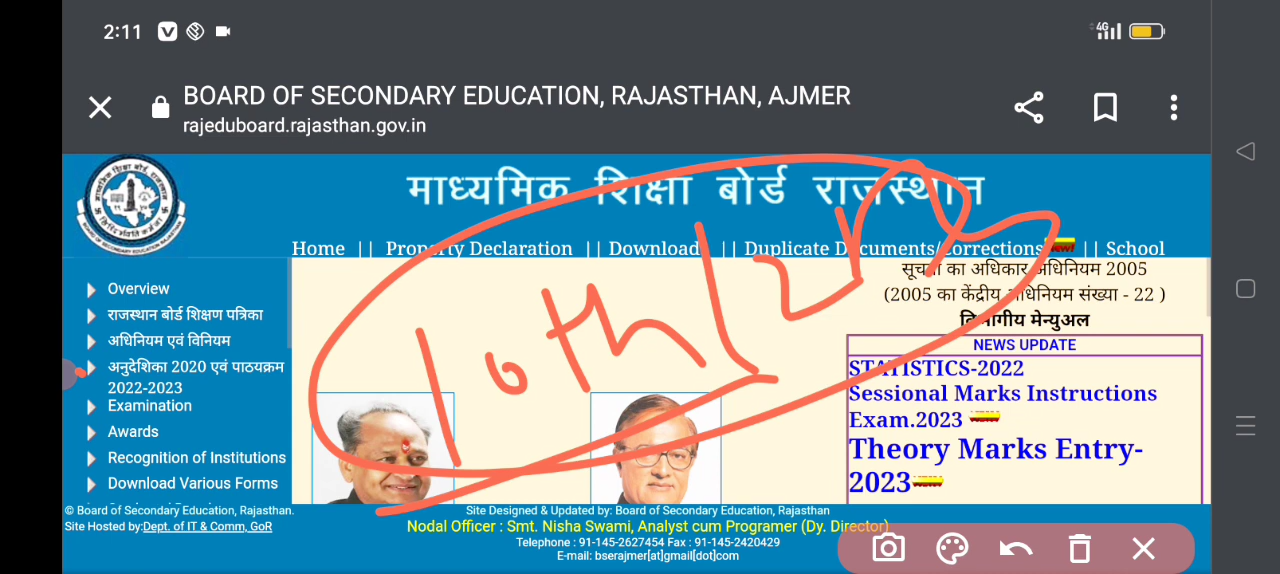 2:11
4G
BOARD OF SECONDARY EDUCATION, RAJASTHAN, AJMER
rajeduboard.rajasthan.gov.in
माध्यमिक शिक्षा बोर्ड राजस्थान
Home || Property Declaration || Downloads || Duplicate Documents/Corrections New! || School
Overview
राजस्थान बोर्ड शिक्षण पत्रिका
अधिनियम एवं विनियम
अनुदेशिका 2020 एवं पाठयक्रम
2022-2023
Examination
Awards
Recognition of Institutions
Download Various Forms
10th 12th
सूचना का अधिकार अधिनियम 2005
(2005 का केंद्रीय अधिनियम संख्या - 22 )
विभागीय मेन्युअल
NEWS UPDATE
STATISTICS-2022
Sessional Marks Instructions
Exam.2023
Theory Marks Entry-
2023
© Board of Secondary Education, Rajasthan.
Site Hosted by:Dept. of IT & Comm, GoR
Site Designed & Updated by: Board of Secondary Education, Rajasthan
Nodal Officer : Smt. Nisha Swami, Analyst cum Programer (Dy. Director)
Telephone : 91-145-2627454 Fax : 91-145-2420429
E-mail: bserajmer[at]gmail[dot]com